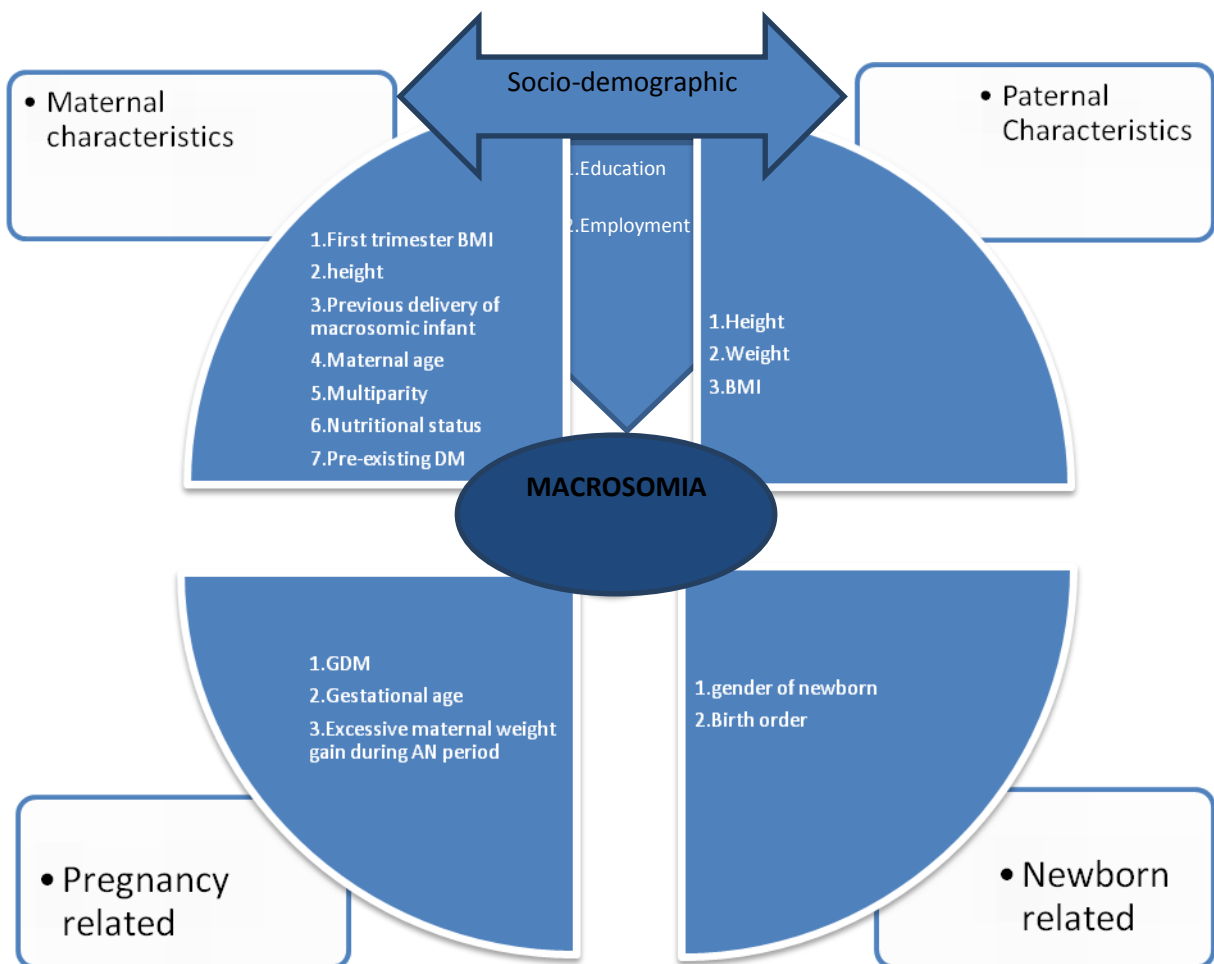 Socio-demographic
• Maternal
characteristics
• Paternal
Characteristics
1.Education
2.Employment
1.First trimester BMI
2.height
3.Previous delivery of
macrosomic infant
4.Maternal age
5.Multiparity
6.Nutritional status
7.Pre-existing DM
1.Height
2.Weight
3.BMI
MACROSOMIA
1.GDM
2.Gestational age
3.Excessive maternal weight
gain during AN period
1.gender of newborn
2.Birth order
• Pregnancy
related
• Newborn
related